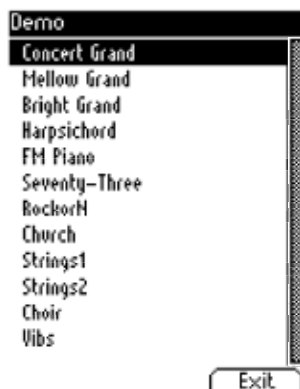 Demo
Concert Grand
Mellow Grand
Bright Grand
Harpsichord
FM Piano
Seventy-Three
RockorN
Church
Strings1
Strings2
Choir
Vibs
Exit